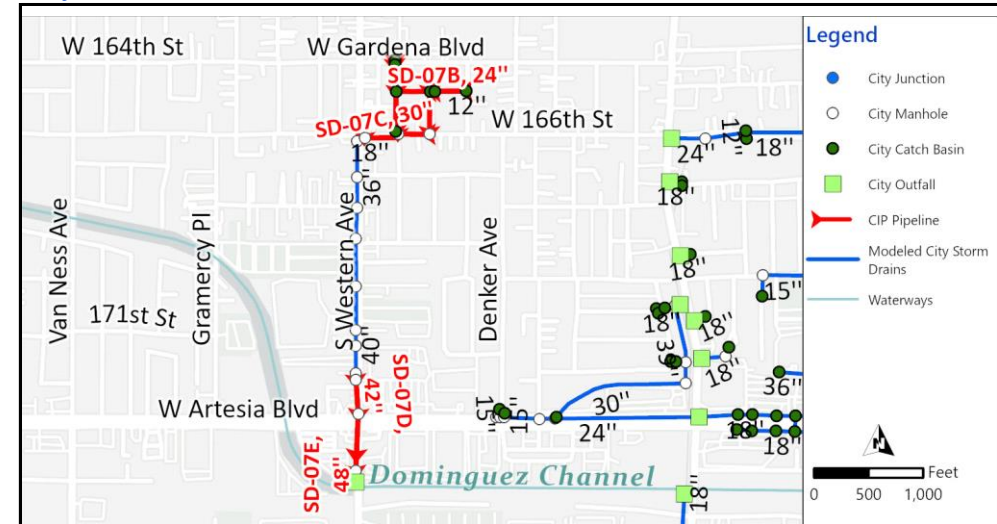 W 164th St
W Gardena Blvd
SD-07B, 24"
12"
SD-07C, 30"
W 166th St
18"
36"
Van Ness Ave
Gramercy Pl
S Western Ave
Denker Ave
171st St
40"
SD-07D,
42"
W Artesia Blvd
SD-07E,
48"
Dominguez Channel
24"
12"
18"
18"
18"
15"
18"
18"
18"
36"
30"
15"
15"
24"
18"
18"
18"
Legend
City Junction
City Manhole
City Catch Basin
City Outfall
CIP Pipeline
Modeled City Storm
Drains
Waterways
N
Feet
0 500 1,000